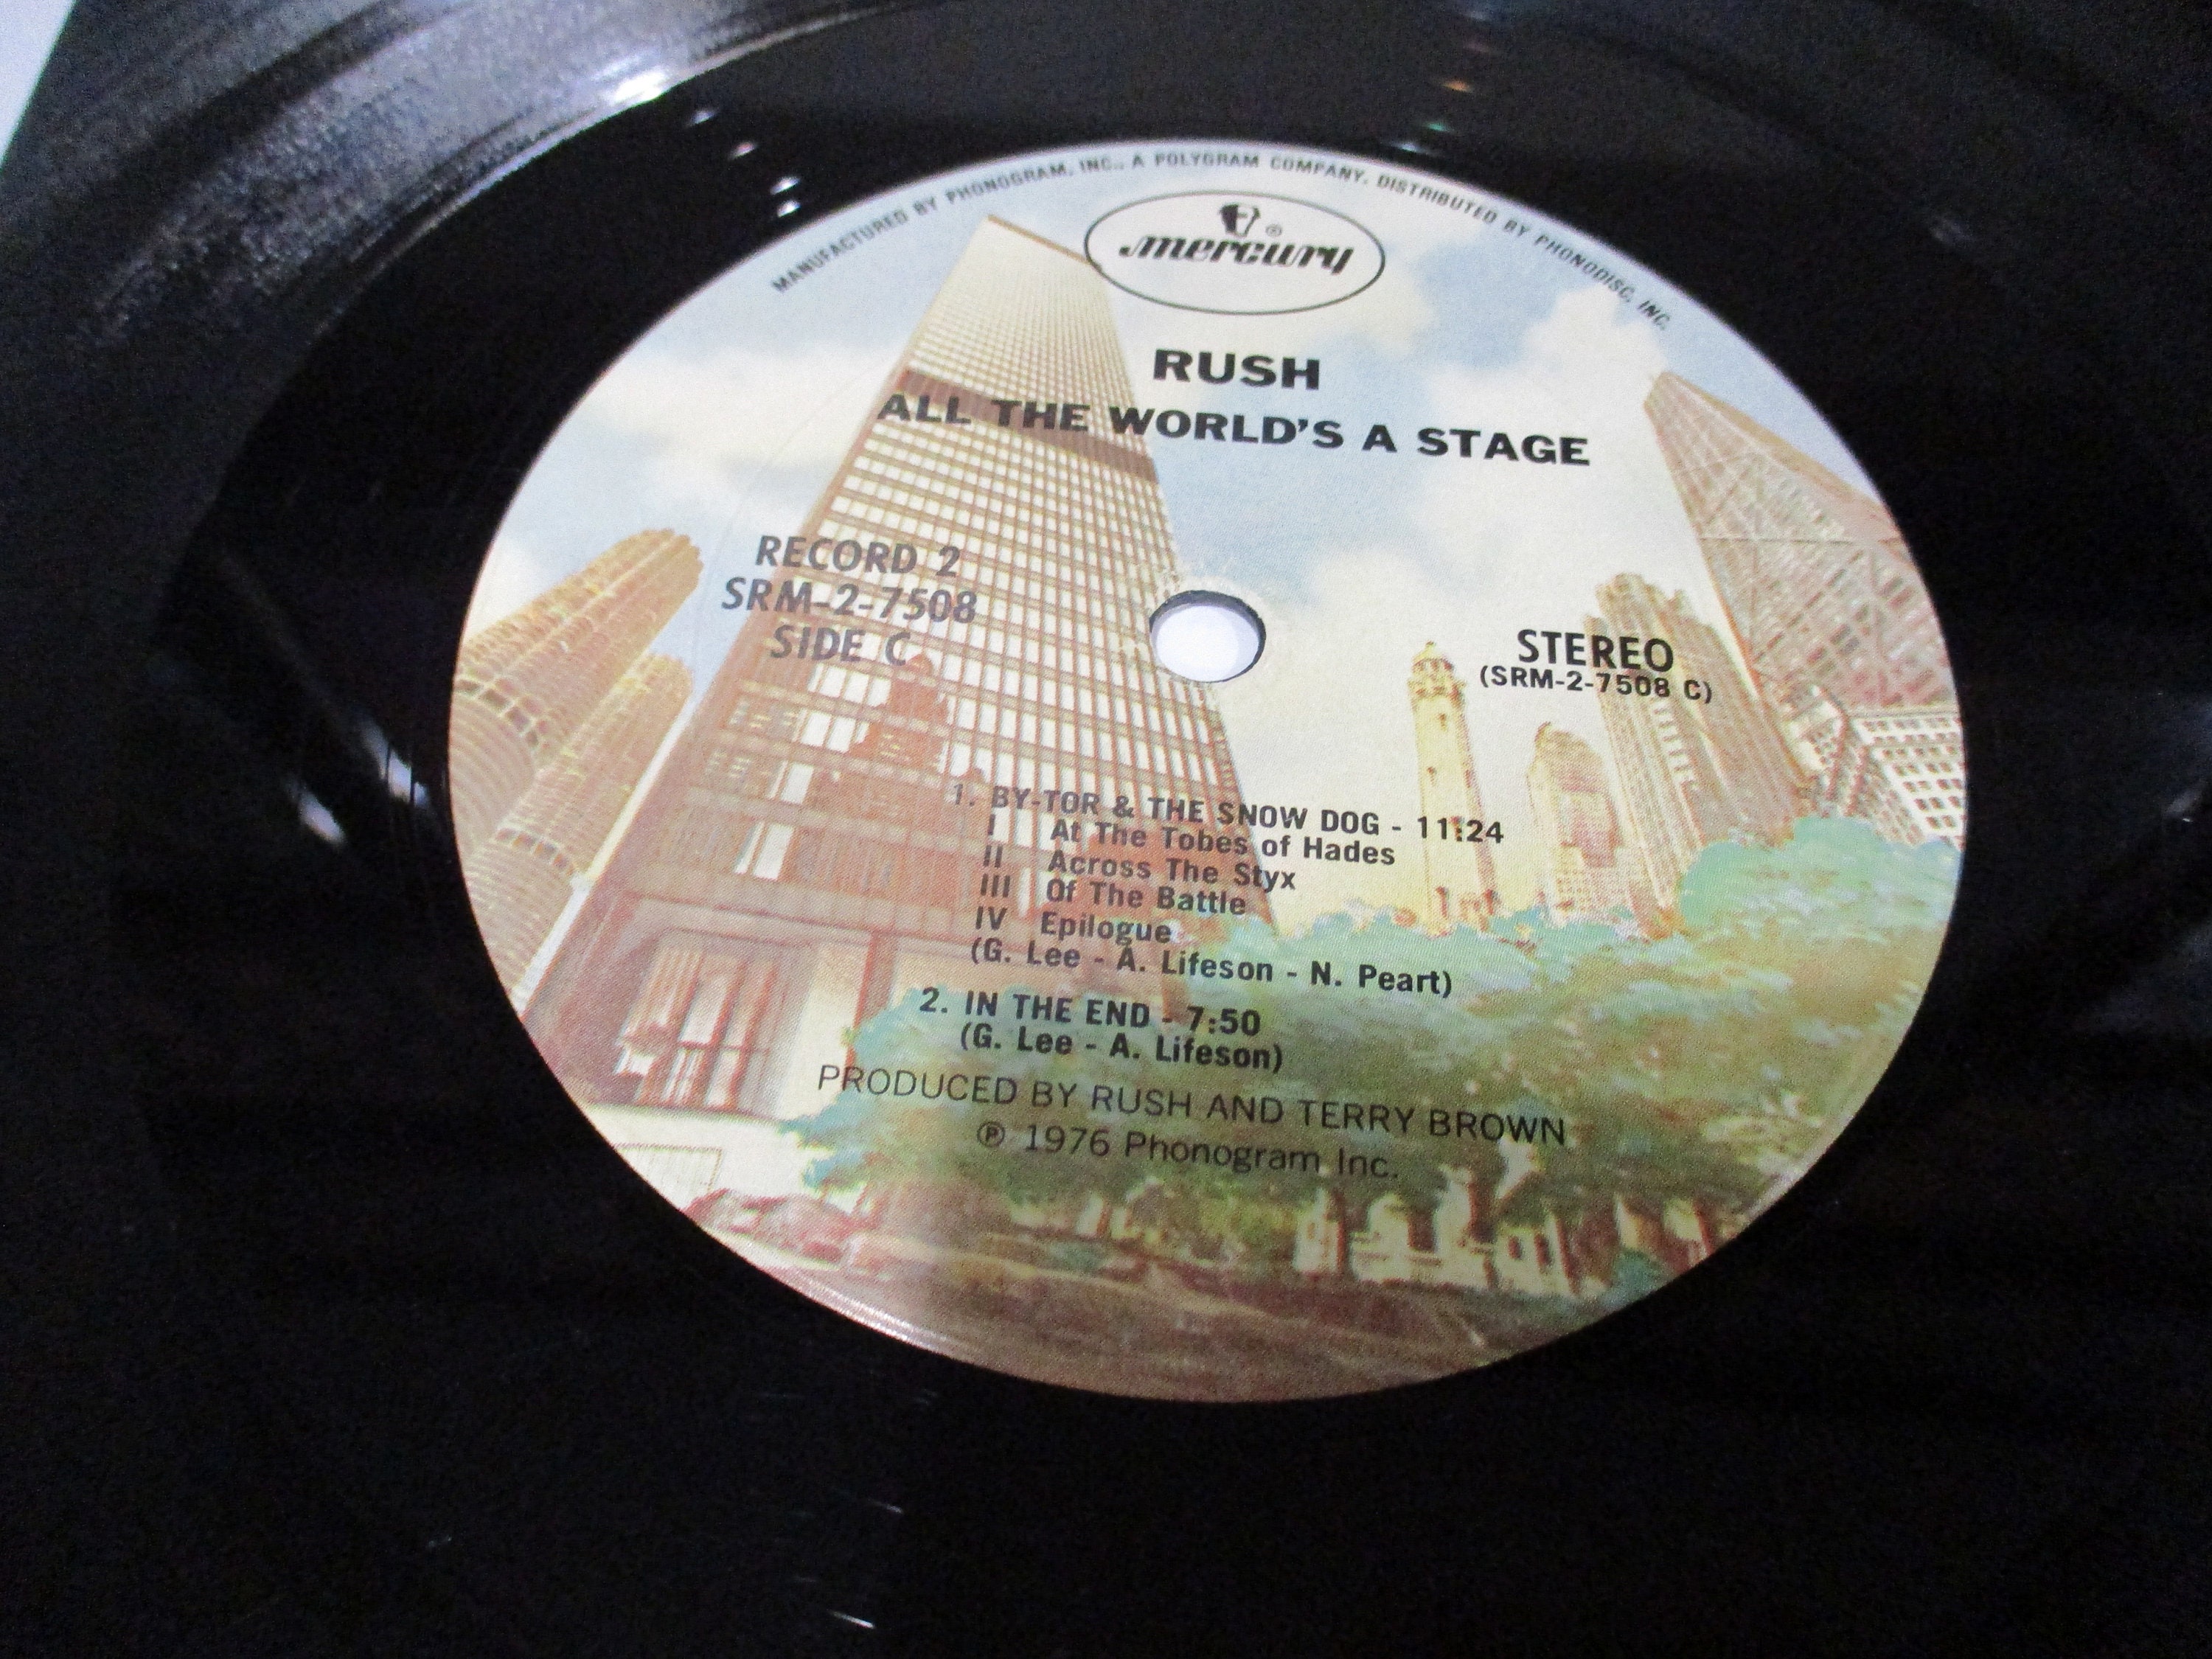 MANUFACTURED BY PHONOGRAM, INC., A POLYGRAM COMPANY. DISTRIBUTED BY PHONODISC, INC.
mercury®
RUSH
ALL THE WORLD'S A STAGE
RECORD 2
SRM-2-7508
SIDE C
STEREO
(SRM-2-7508 C)
1. BY-TOR & THE SNOW DOG - 11:24
I At The Tobes of Hades
II Across The Styx
III Of The Battle
IV Epilogue
(G. Lee - A. Lifeson - N. Peart)
2. IN THE END - 7:50
(G. Lee - A. Lifeson)
PRODUCED BY RUSH AND TERRY BROWN
℗ 1976 Phonogram Inc.